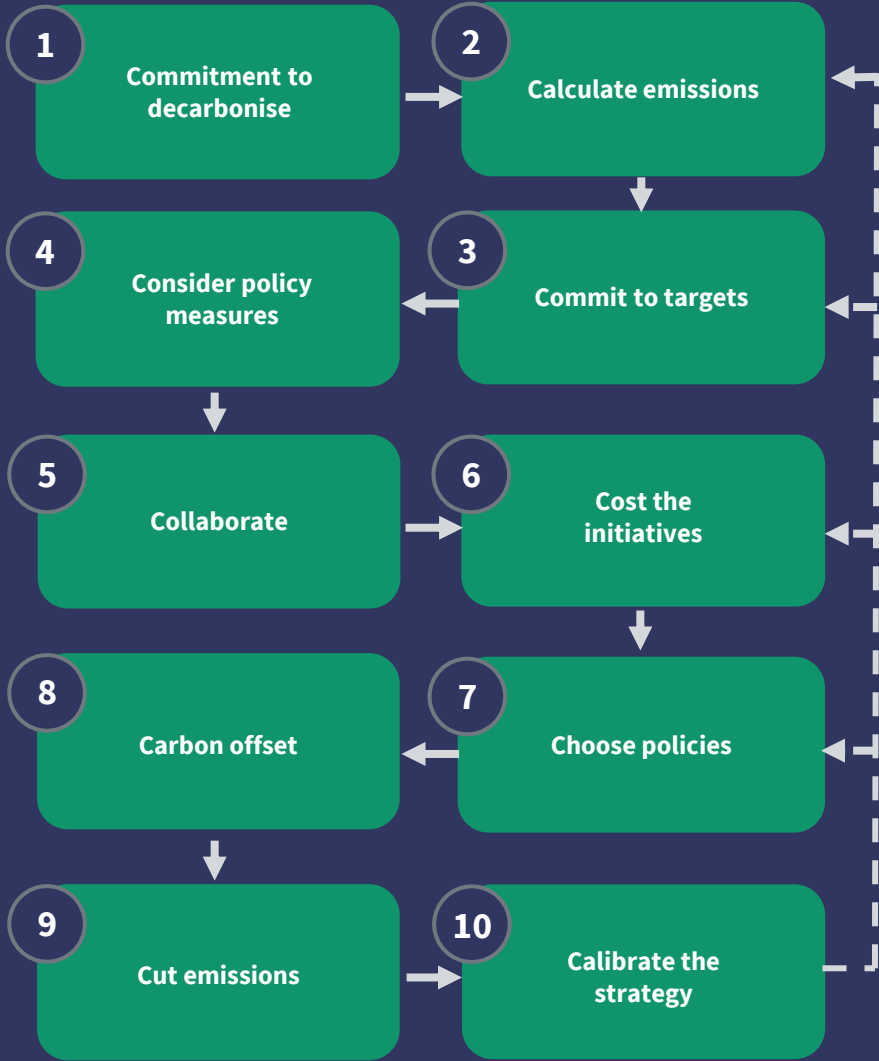 1
Commitment to
decarbonise
2
Calculate emissions
3
Commit to targets
4
Consider policy
measures
5
Collaborate
6
Cost the
initiatives
7
Choose policies
8
Carbon offset
9
Cut emissions
10
Calibrate the
strategy